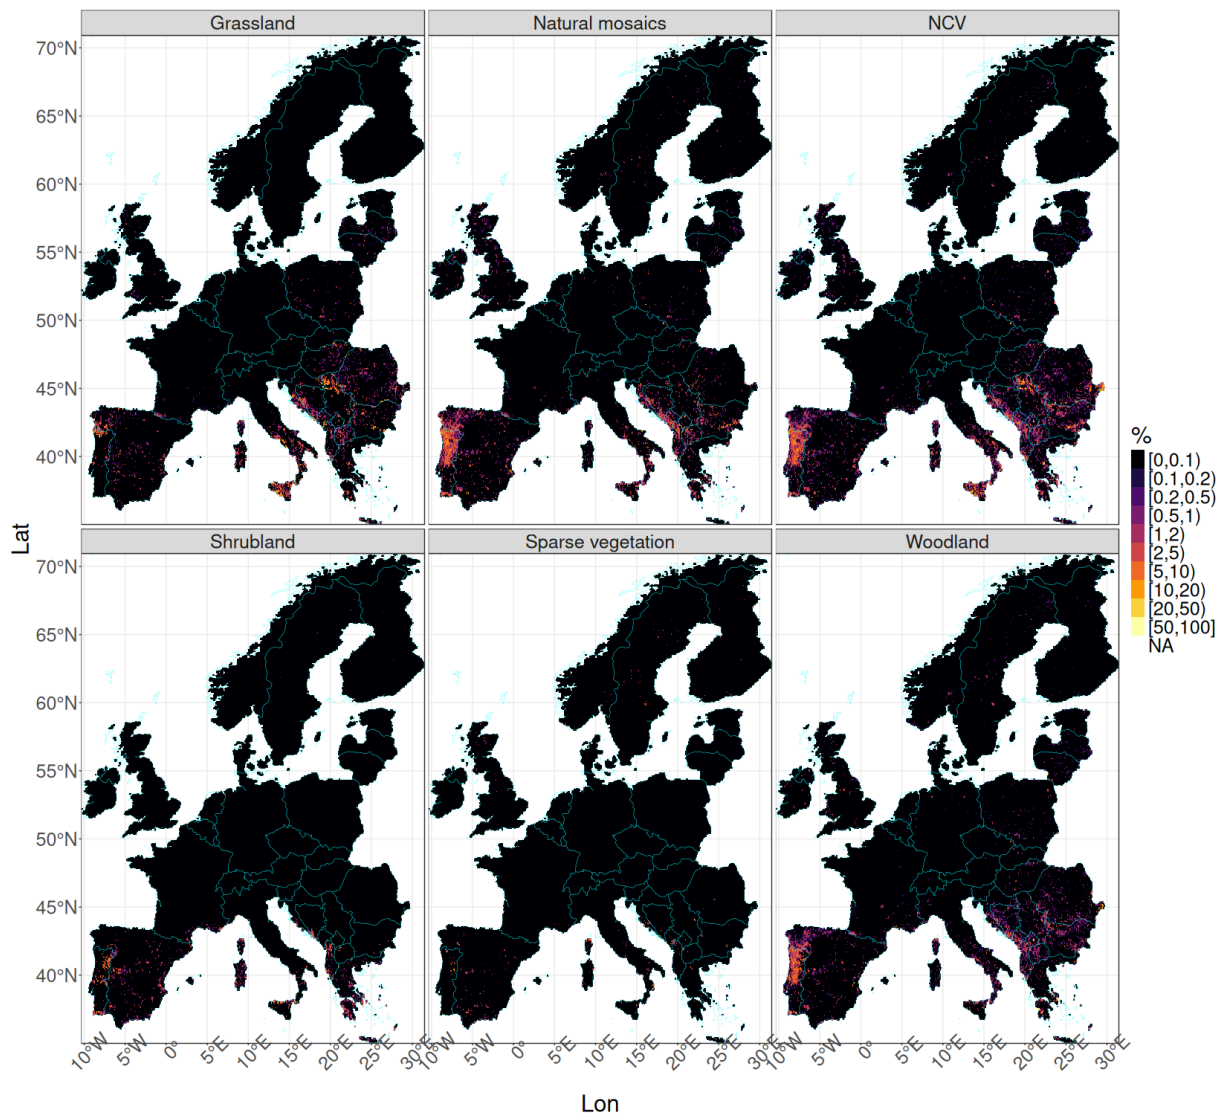 Grassland
Natural mosaics
NCV
70°N
65°N
60°N
55°N
50°N
45°N
40°N
Shrubland
Sparse vegetation
Woodland
70°N
65°N
60°N
55°N
50°N
45°N
40°N
10°W 5°W 0° 5°E 10°E 15°E 20°E 25°E 30°E
10°W 5°W 0° 5°E 10°E 15°E 20°E 25°E 30°E
10°W 5°W 0° 5°E 10°E 15°E 20°E 25°E 30°E
Lat
Lon
%
[0,0.1)
[0.1,0.2)
[0.2,0.5)
[0.5,1)
[1,2)
[2,5)
[5,10)
[10,20)
[20,50)
[50,100]
NA